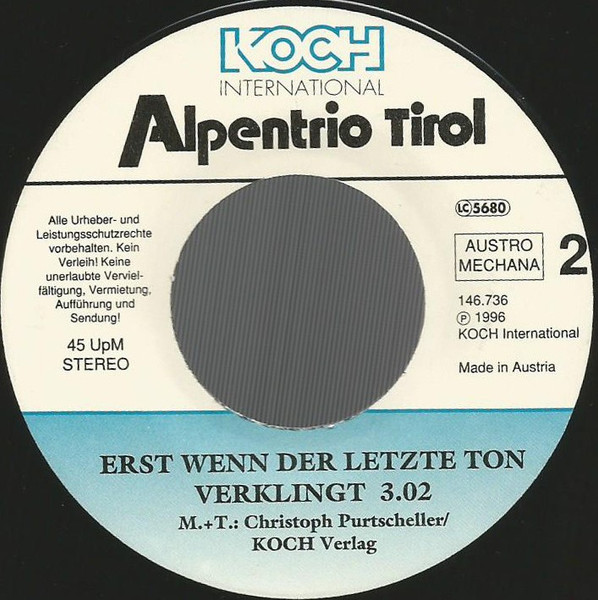 KOCH
INTERNATIONAL
Alpentrio Tirol
Alle Urheber- und
Leistungsschutzrechte
vorbehalten. Kein
Verleih! Keine
unerlaubte Verviel-
fältigung, Vermietung,
Aufführung und
Sendung!
45 UpM
STEREO
LC 5680
AUSTRO
MECHANA
2
146.736
℗ 1996
KOCH International
Made in Austria
ERST WENN DER LETZTE TON
VERKLINGT 3.02
M.+T.: Christoph Purtscheller/
KOCH Verlag